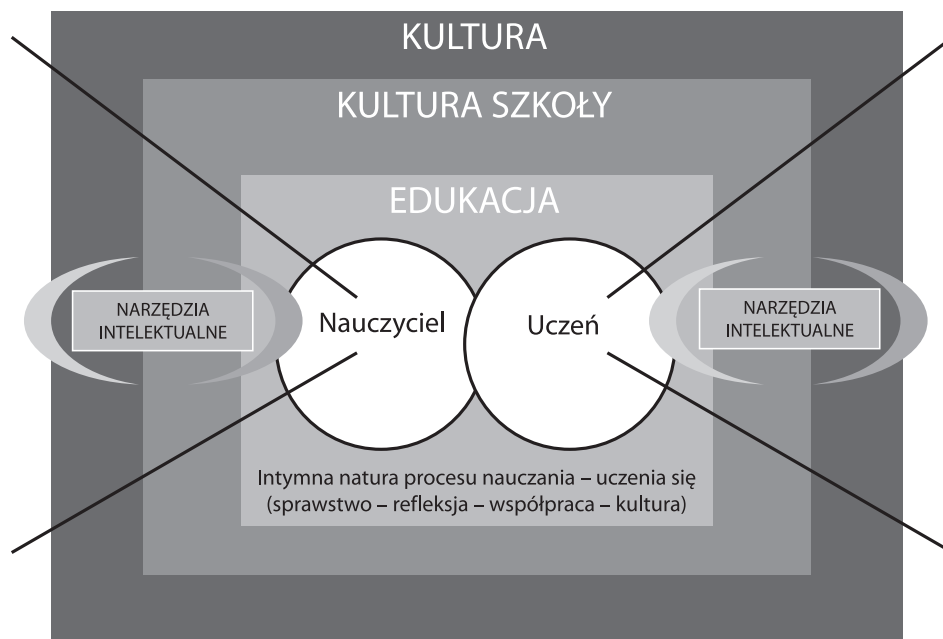 KULTURA
KULTURA SZKOŁY
EDUKACJA
NARZĘDZIA
INTELEKTUALNE
Nauczyciel
Uczeń
NARZĘDZIA
INTELEKTUALNE
Intymna natura procesu nauczania – uczenia się
(sprawstwo – refleksja – współpraca – kultura)